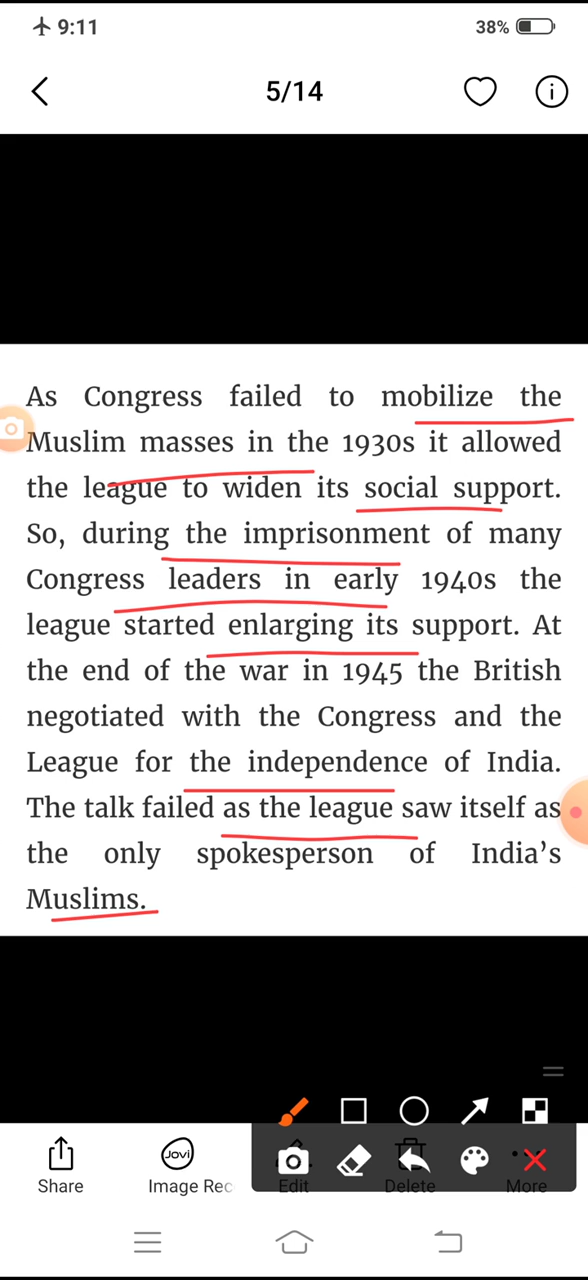 9:11
38%
5/14
As Congress failed to mobilize the
Muslim masses in the 1930s it allowed
the league to widen its social support.
So, during the imprisonment of many
Congress leaders in early 1940s the
league started enlarging its support. At
the end of the war in 1945 the British
negotiated with the Congress and the
League for the independence of India.
The talk failed as the league saw itself as
the only spokesperson of India's
Muslims.
Jovi
Share
Image Rec
Edit
Delete
More